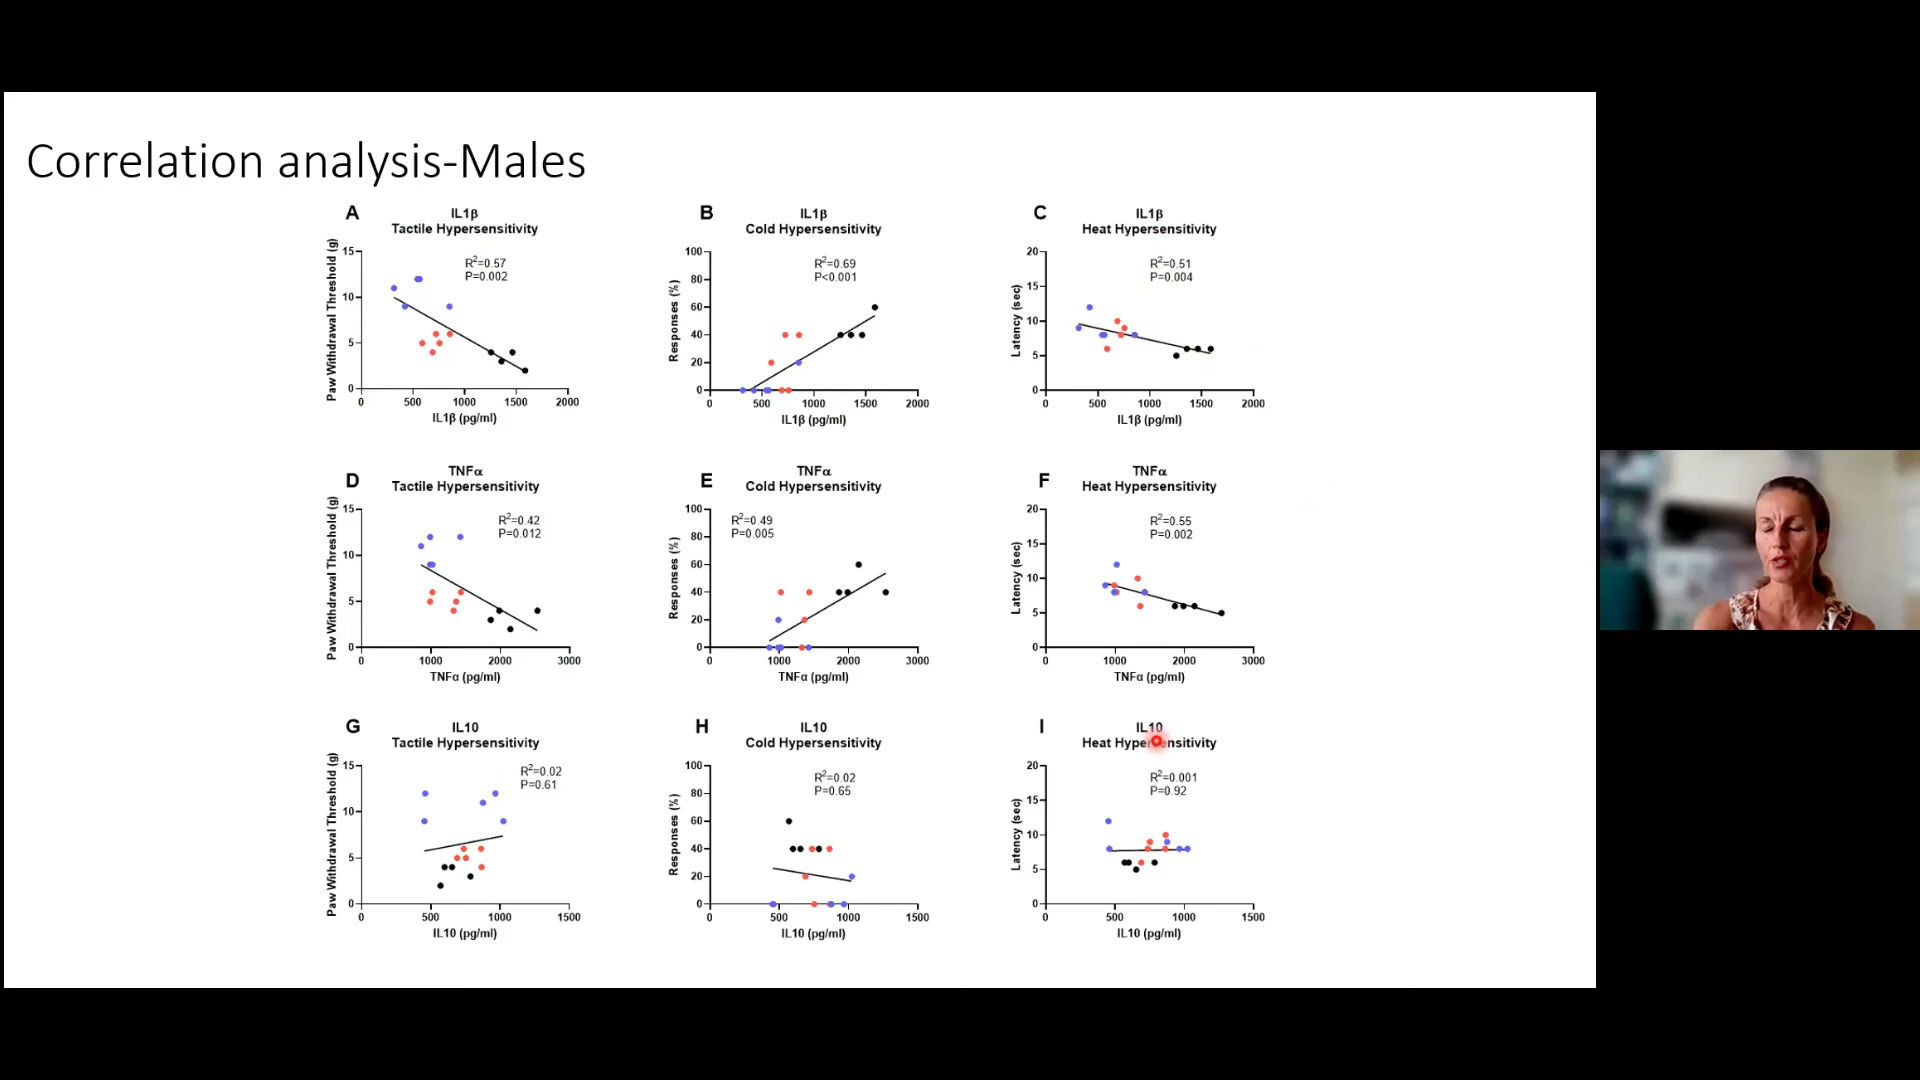 Correlation analysis-Males
A
IL1β
Tactile Hypersensitivity
R²=0.57
P=0.002
Paw Withdrawal Threshold (g)
15
10
5
0
0 500 1000 1500 2000
IL1β (pg/ml)
B
IL1β
Cold Hypersensitivity
R²=0.69
P<0.001
Responses (%)
100
80
60
40
20
0
0 500 1000 1500 2000
IL1β (pg/ml)
C
IL1β
Heat Hypersensitivity
R²=0.51
P=0.004
Latency (sec)
20
15
10
5
0
0 500 1000 1500 2000
IL1β (pg/ml)
D
TNFα
Tactile Hypersensitivity
R²=0.42
P=0.012
Paw Withdrawal Threshold (g)
15
10
5
0
0 1000 2000 3000
TNFα (pg/ml)
E
TNFα
Cold Hypersensitivity
R²=0.49
P=0.005
Responses (%)
100
80
60
40
20
0
0 1000 2000 3000
TNFα (pg/ml)
F
TNFα
Heat Hypersensitivity
R²=0.55
P=0.002
Latency (sec)
20
15
10
5
0
0 1000 2000 3000
TNFα (pg/ml)
G
IL10
Tactile Hypersensitivity
R²=0.02
P=0.61
Paw Withdrawal Threshold (g)
15
10
5
0
0 500 1000 1500
IL10 (pg/ml)
H
IL10
Cold Hypersensitivity
R²=0.02
P=0.65
Responses (%)
100
80
60
40
20
0
0 500 1000 1500
IL10 (pg/ml)
I
IL10
Heat Hypersensitivity
R²=0.001
P=0.92
Latency (sec)
20
15
10
5
0
0 500 1000 1500
IL10 (pg/ml)